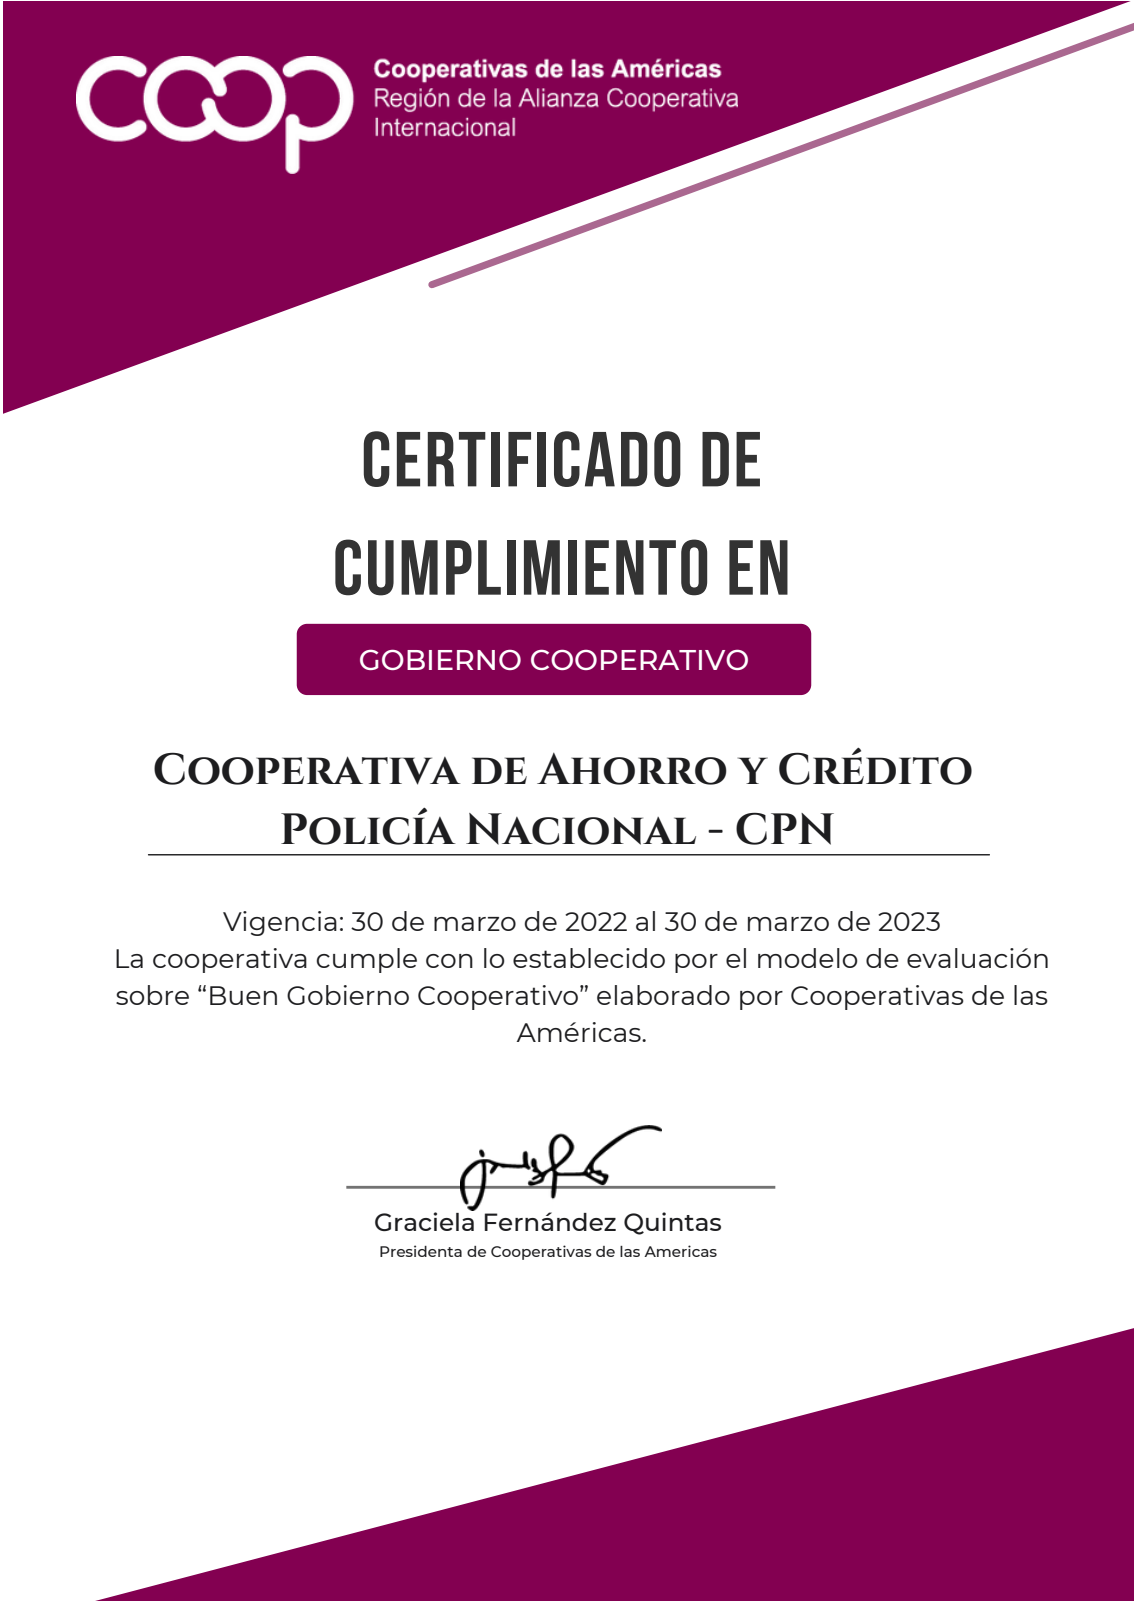 coop
Cooperativas de las Américas
Región de la Alianza Cooperativa
Internacional
CERTIFICADO DE
CUMPLIMIENTO EN
GOBIERNO COOPERATIVO
Cooperativa de Ahorro y Crédito
Policía Nacional - CPN
Vigencia: 30 de marzo de 2022 al 30 de marzo de 2023
La cooperativa cumple con lo establecido por el modelo de evaluación
sobre “Buen Gobierno Cooperativo” elaborado por Cooperativas de las
Américas.
Graciela Fernández Quintas
Presidenta de Cooperativas de las Americas